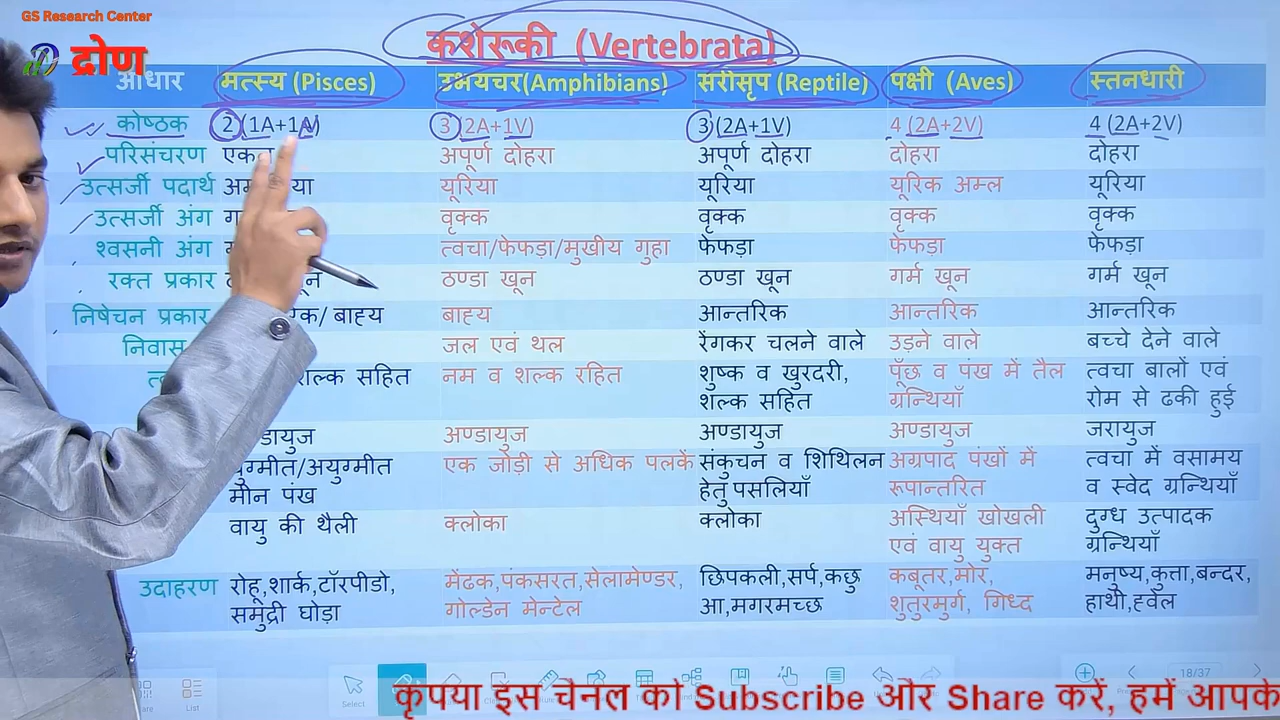 GS Research Center
द्रोण
कशेरूकी (Vertebrata)
आधार मत्स्य (Pisces) उभयचर(Amphibians) सरीसृप (Reptile) पक्षी (Aves) स्तनधारी
कोष्ठक 2 (1A+1V) 3 (2A+1V) 3 (2A+1V) 4 (2A+2V) 4 (2A+2V)
परिसंचरण अपूर्ण दोहरा अपूर्ण दोहरा दोहरा दोहरा
उत्सर्जी पदार्थ यूरिया यूरिया यूरिक अम्ल यूरिया
उत्सर्जी अंग वृक्क वृक्क वृक्क वृक्क
श्वसनी अंग त्वचा/फेफड़ा/मुखीय गुहा फेफड़ा फेफड़ा फेफड़ा
रक्त प्रकार खून ठण्डा खून ठण्डा खून गर्म खून गर्म खून
निषेचन प्रकार बाह्य बाह्य आन्तरिक आन्तरिक आन्तरिक
निवास जल एवं थल रेंगकर चलने वाले उड़ने वाले बच्चे देने वाले
शल्क सहित नम व शल्क रहित शुष्क व खुरदरी, पूँछ व पंख में तैल त्वचा बालों एवं
शल्क सहित ग्रन्थियाँ रोम से ढकी हुई
अण्डायुज अण्डायुज अण्डायुज जरायुज
युग्मीत/अयुग्मीत एक जोड़ी से अधिक पलकें संकुचन व शिथिलन अग्रपाद पंखों में त्वचा में वसामय
मीन पंख हेतु पसलियाँ रूपान्तरित व स्वेद ग्रन्थियाँ
वायु की थैली क्लोका क्लोका अस्थियाँ खोखली दुग्ध उत्पादक
एवं वायु युक्त ग्रन्थियाँ
उदाहरण रोहू,शार्क,टॉरपीडो, मेंढक,पंकसरत,सेलामेण्डर, छिपकली,सर्प,कछु कबूतर,मोर, मनुष्य,कुत्ता,बन्दर,
समुद्री घोड़ा गोल्डेन मेन्टेल आ,मगरमच्छ शुतुरमुर्ग, गिध्द हाथी,ह्वेल
List Select 18/37
कृपया इस चैनल को Subscribe और Share करें, हमें आपके